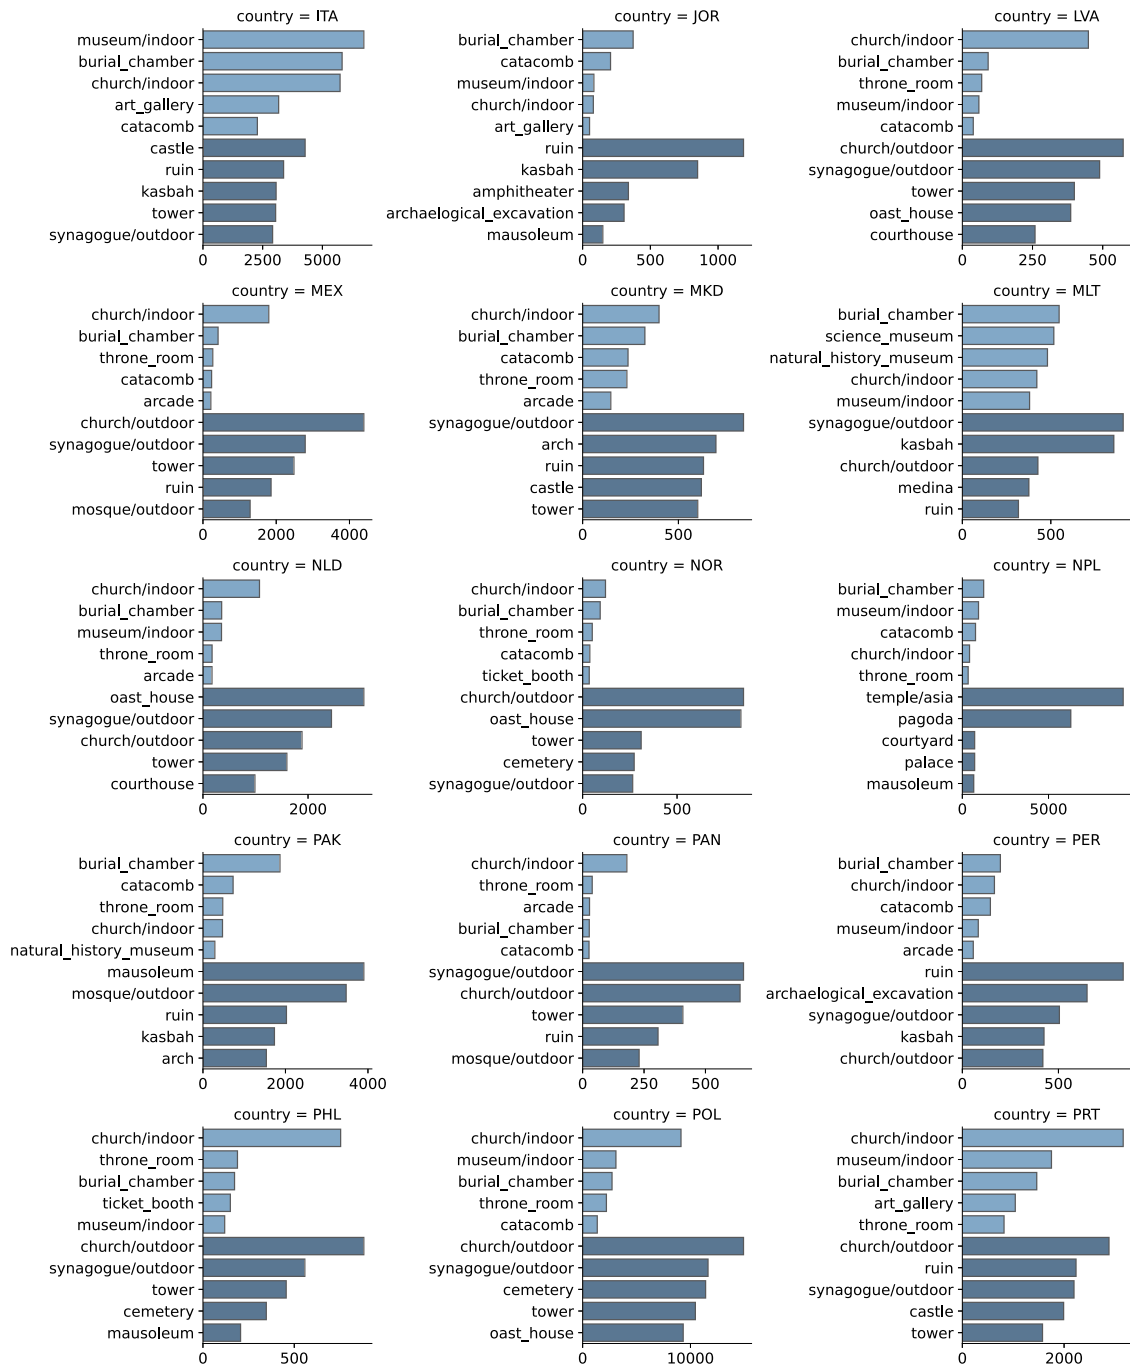 country = ITA
museum/indoor
burial_chamber
church/indoor
art_gallery
catacomb
castle
ruin
kasbah
tower
synagogue/outdoor
0 2500 5000
country = JOR
burial_chamber
catacomb
museum/indoor
church/indoor
art_gallery
ruin
kasbah
amphitheater
archaelogical_excavation
mausoleum
0 500 1000
country = LVA
church/indoor
burial_chamber
throne_room
museum/indoor
catacomb
church/outdoor
synagogue/outdoor
tower
oast_house
courthouse
0 250 500
country = MEX
church/indoor
burial_chamber
throne_room
catacomb
arcade
church/outdoor
synagogue/outdoor
tower
ruin
mosque/outdoor
0 2000 4000
country = MKD
church/indoor
burial_chamber
catacomb
throne_room
arcade
synagogue/outdoor
arch
ruin
castle
tower
0 500
country = MLT
burial_chamber
science_museum
natural_history_museum
church/indoor
museum/indoor
synagogue/outdoor
kasbah
church/outdoor
medina
ruin
0 500
country = NLD
church/indoor
burial_chamber
museum/indoor
throne_room
arcade
oast_house
synagogue/outdoor
church/outdoor
tower
courthouse
0 2000
country = NOR
church/indoor
burial_chamber
throne_room
catacomb
ticket_booth
church/outdoor
oast_house
tower
cemetery
synagogue/outdoor
0 500
country = NPL
burial_chamber
museum/indoor
catacomb
church/indoor
throne_room
temple/asia
pagoda
courtyard
palace
mausoleum
0 5000
country = PAK
burial_chamber
catacomb
throne_room
church/indoor
natural_history_museum
mausoleum
mosque/outdoor
ruin
kasbah
arch
0 2000 4000
country = PAN
church/indoor
throne_room
arcade
burial_chamber
catacomb
synagogue/outdoor
church/outdoor
tower
ruin
mosque/outdoor
0 250 500
country = PER
burial_chamber
church/indoor
catacomb
museum/indoor
arcade
ruin
archaelogical_excavation
synagogue/outdoor
kasbah
church/outdoor
0 500
country = PHL
church/indoor
throne_room
burial_chamber
ticket_booth
museum/indoor
church/outdoor
synagogue/outdoor
tower
cemetery
mausoleum
0 500
country = POL
church/indoor
museum/indoor
burial_chamber
throne_room
catacomb
church/outdoor
synagogue/outdoor
cemetery
tower
oast_house
0 10000
country = PRT
church/indoor
museum/indoor
burial_chamber
art_gallery
throne_room
church/outdoor
ruin
synagogue/outdoor
castle
tower
0 2000